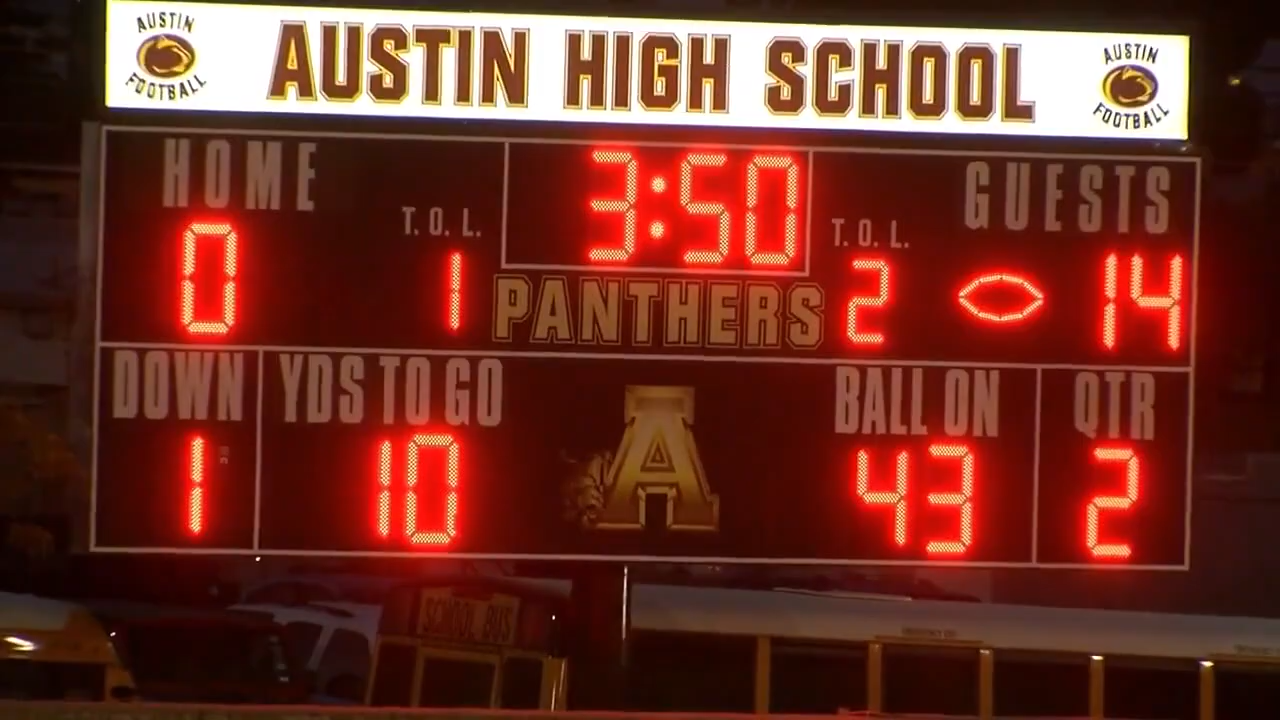 AUSTIN FOOTBALL
AUSTIN HIGH SCHOOL
AUSTIN FOOTBALL
HOME
T. O. L.
3:50
T. O. L.
GUESTS
0
1
PANTHERS
2
14
DOWN
YDS TO GO
A
BALL ON
QTR
1
10
43
2
SCHOOL BUS